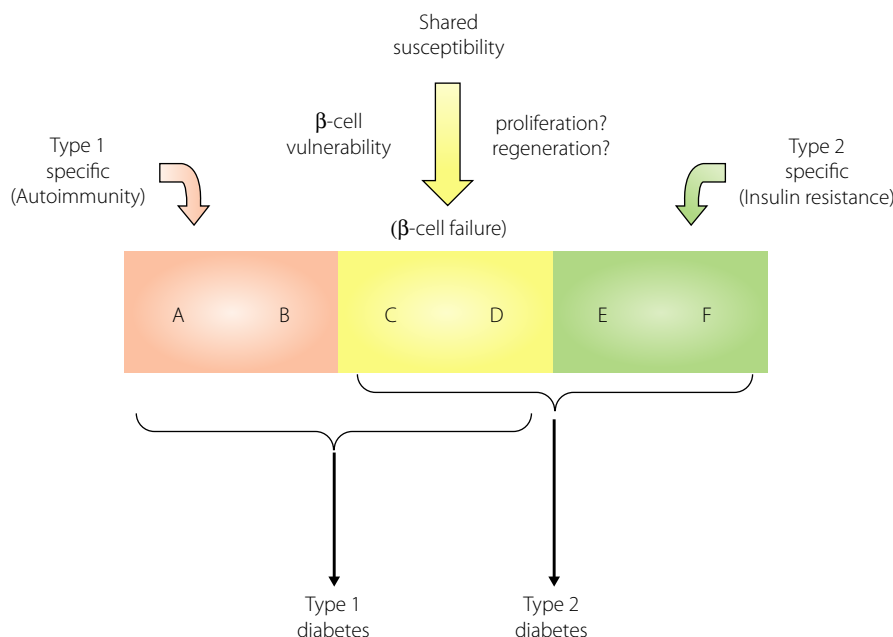 Shared
susceptibility
β-cell
vulnerability
proliferation?
regeneration?
Type 1
specific
(Autoimmunity)
Type 2
specific
(Insulin resistance)
(β-cell failure)
A B C D E F
Type 1
diabetes
Type 2
diabetes